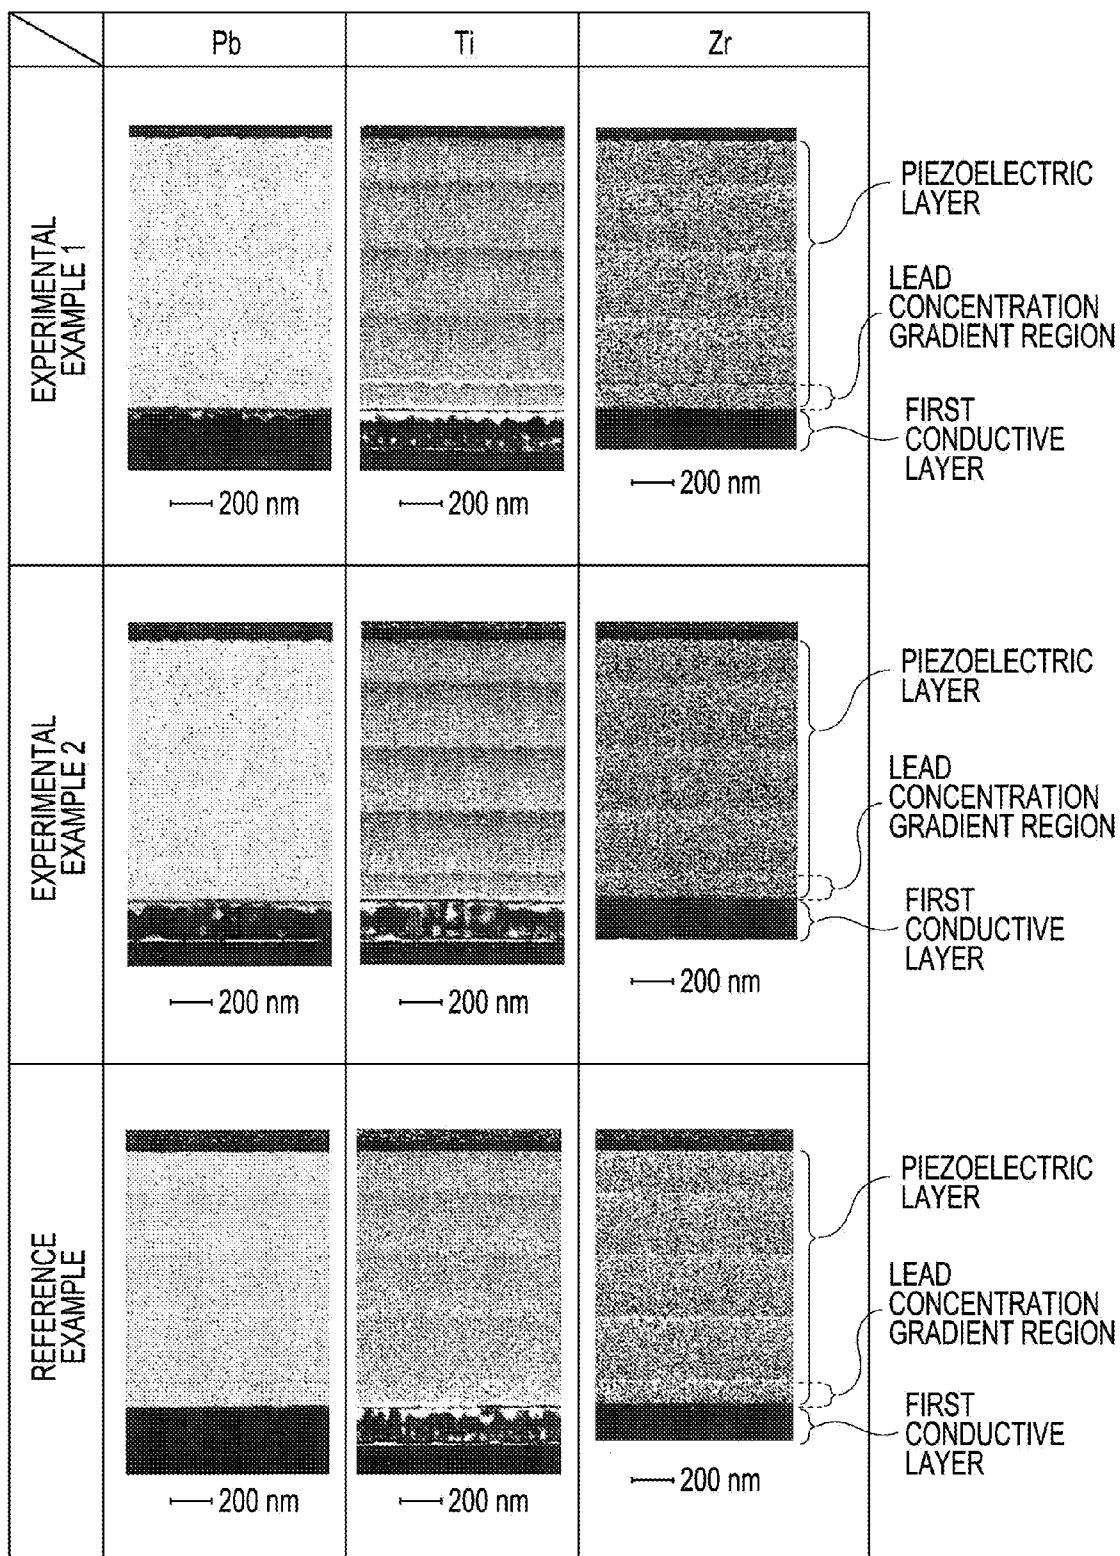 Pb Ti Zr
EXPERIMENTAL
EXAMPLE 1
PIEZOELECTRIC
LAYER
LEAD
CONCENTRATION
GRADIENT REGION
FIRST
CONDUCTIVE
LAYER
200 nm 200 nm 200 nm
EXPERIMENTAL
EXAMPLE 2
PIEZOELECTRIC
LAYER
LEAD
CONCENTRATION
GRADIENT REGION
FIRST
CONDUCTIVE
LAYER
200 nm 200 nm 200 nm
REFERENCE
EXAMPLE
PIEZOELECTRIC
LAYER
LEAD
CONCENTRATION
GRADIENT REGION
FIRST
CONDUCTIVE
LAYER
200 nm 200 nm 200 nm